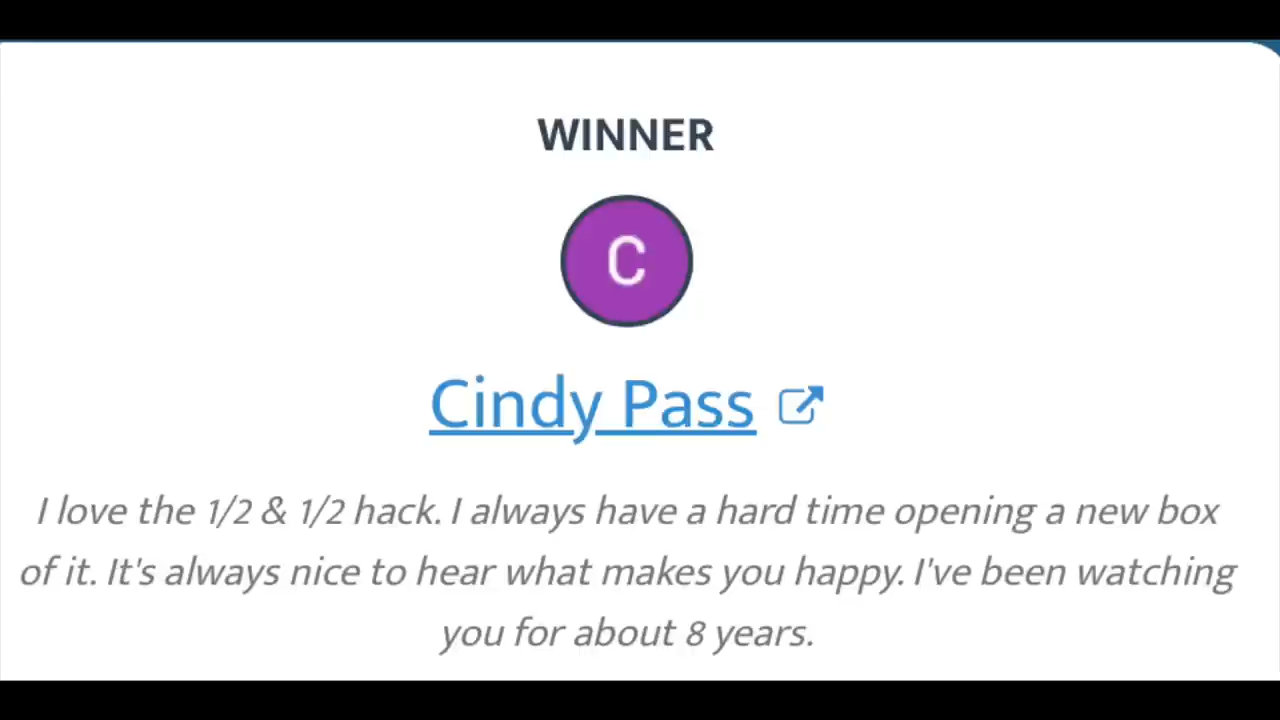 WINNER
C
Cindy Pass
I love the 1/2 & 1/2 hack. I always have a hard time opening a new box
of it. It's always nice to hear what makes you happy. I've been watching
you for about 8 years.